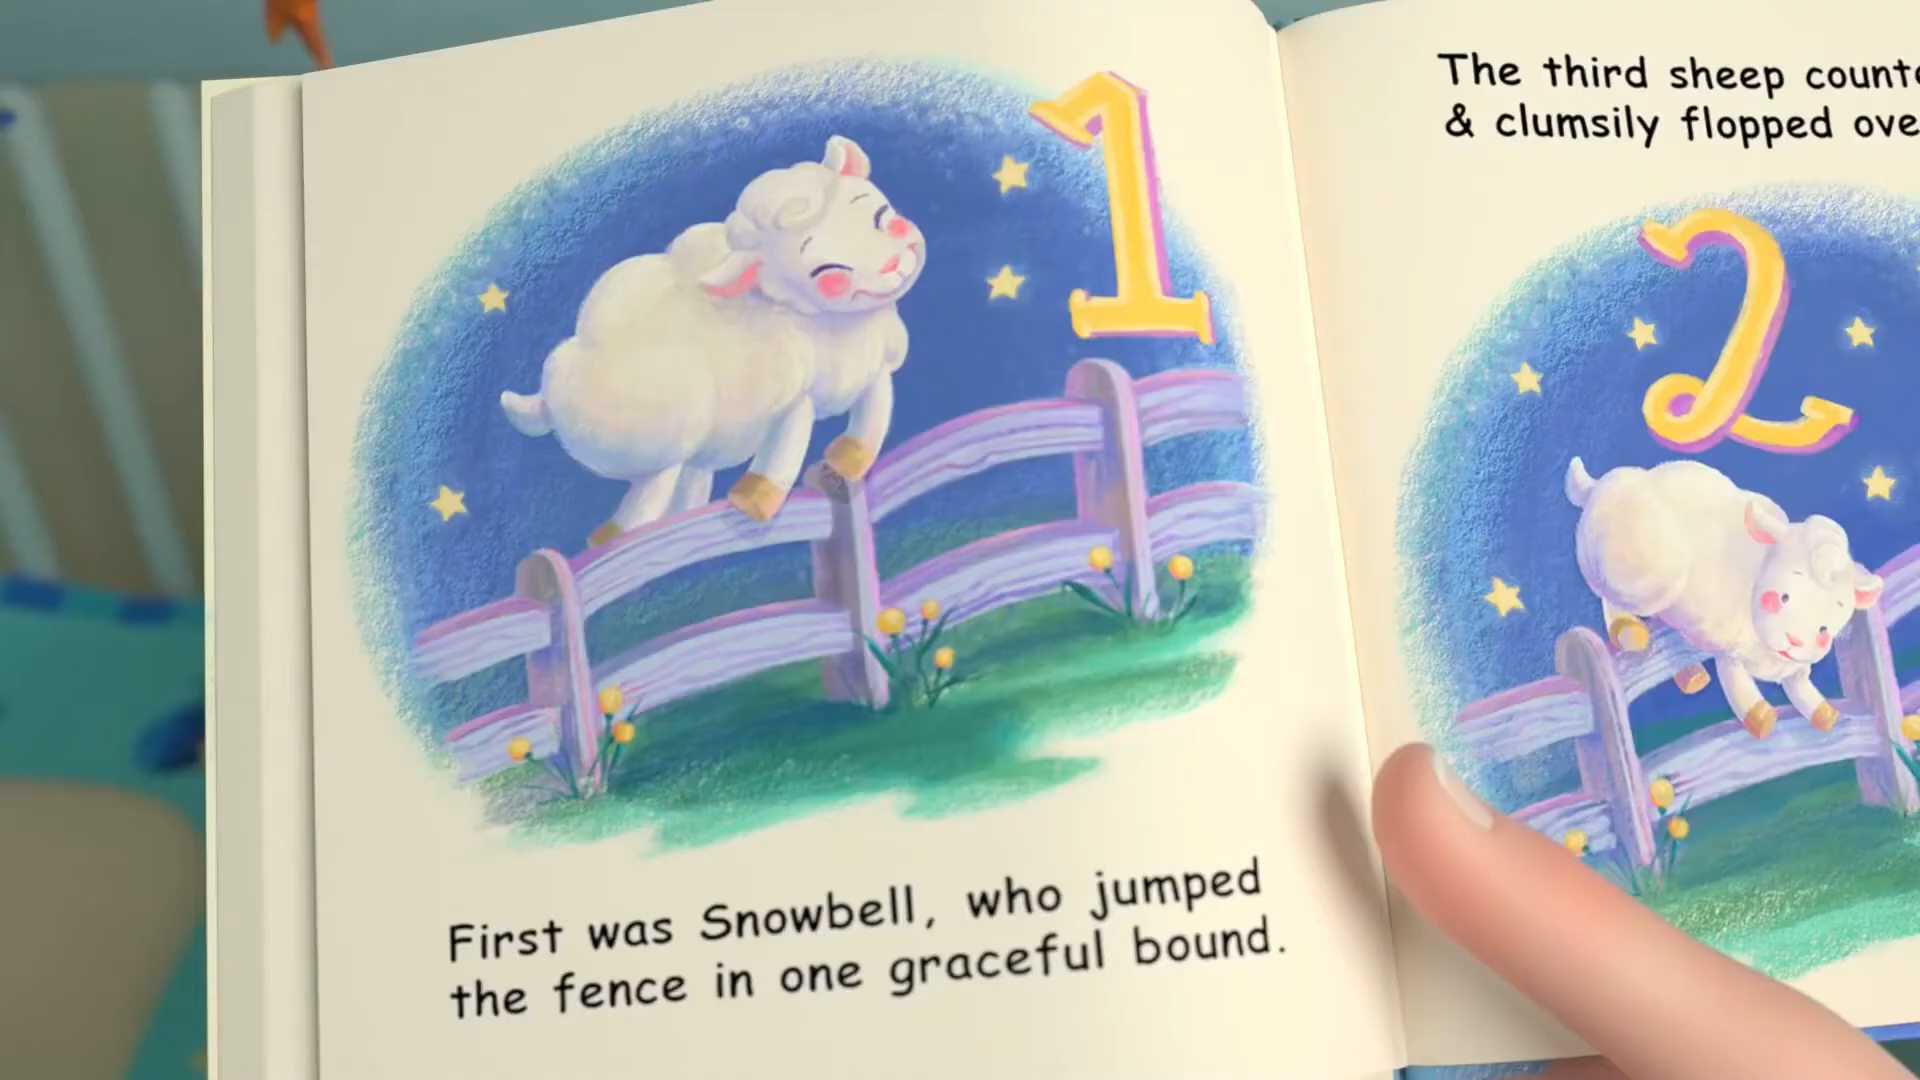 1
First was Snowbell, who jumped
the fence in one graceful bound.
The third sheep
& clumsily flopped
2